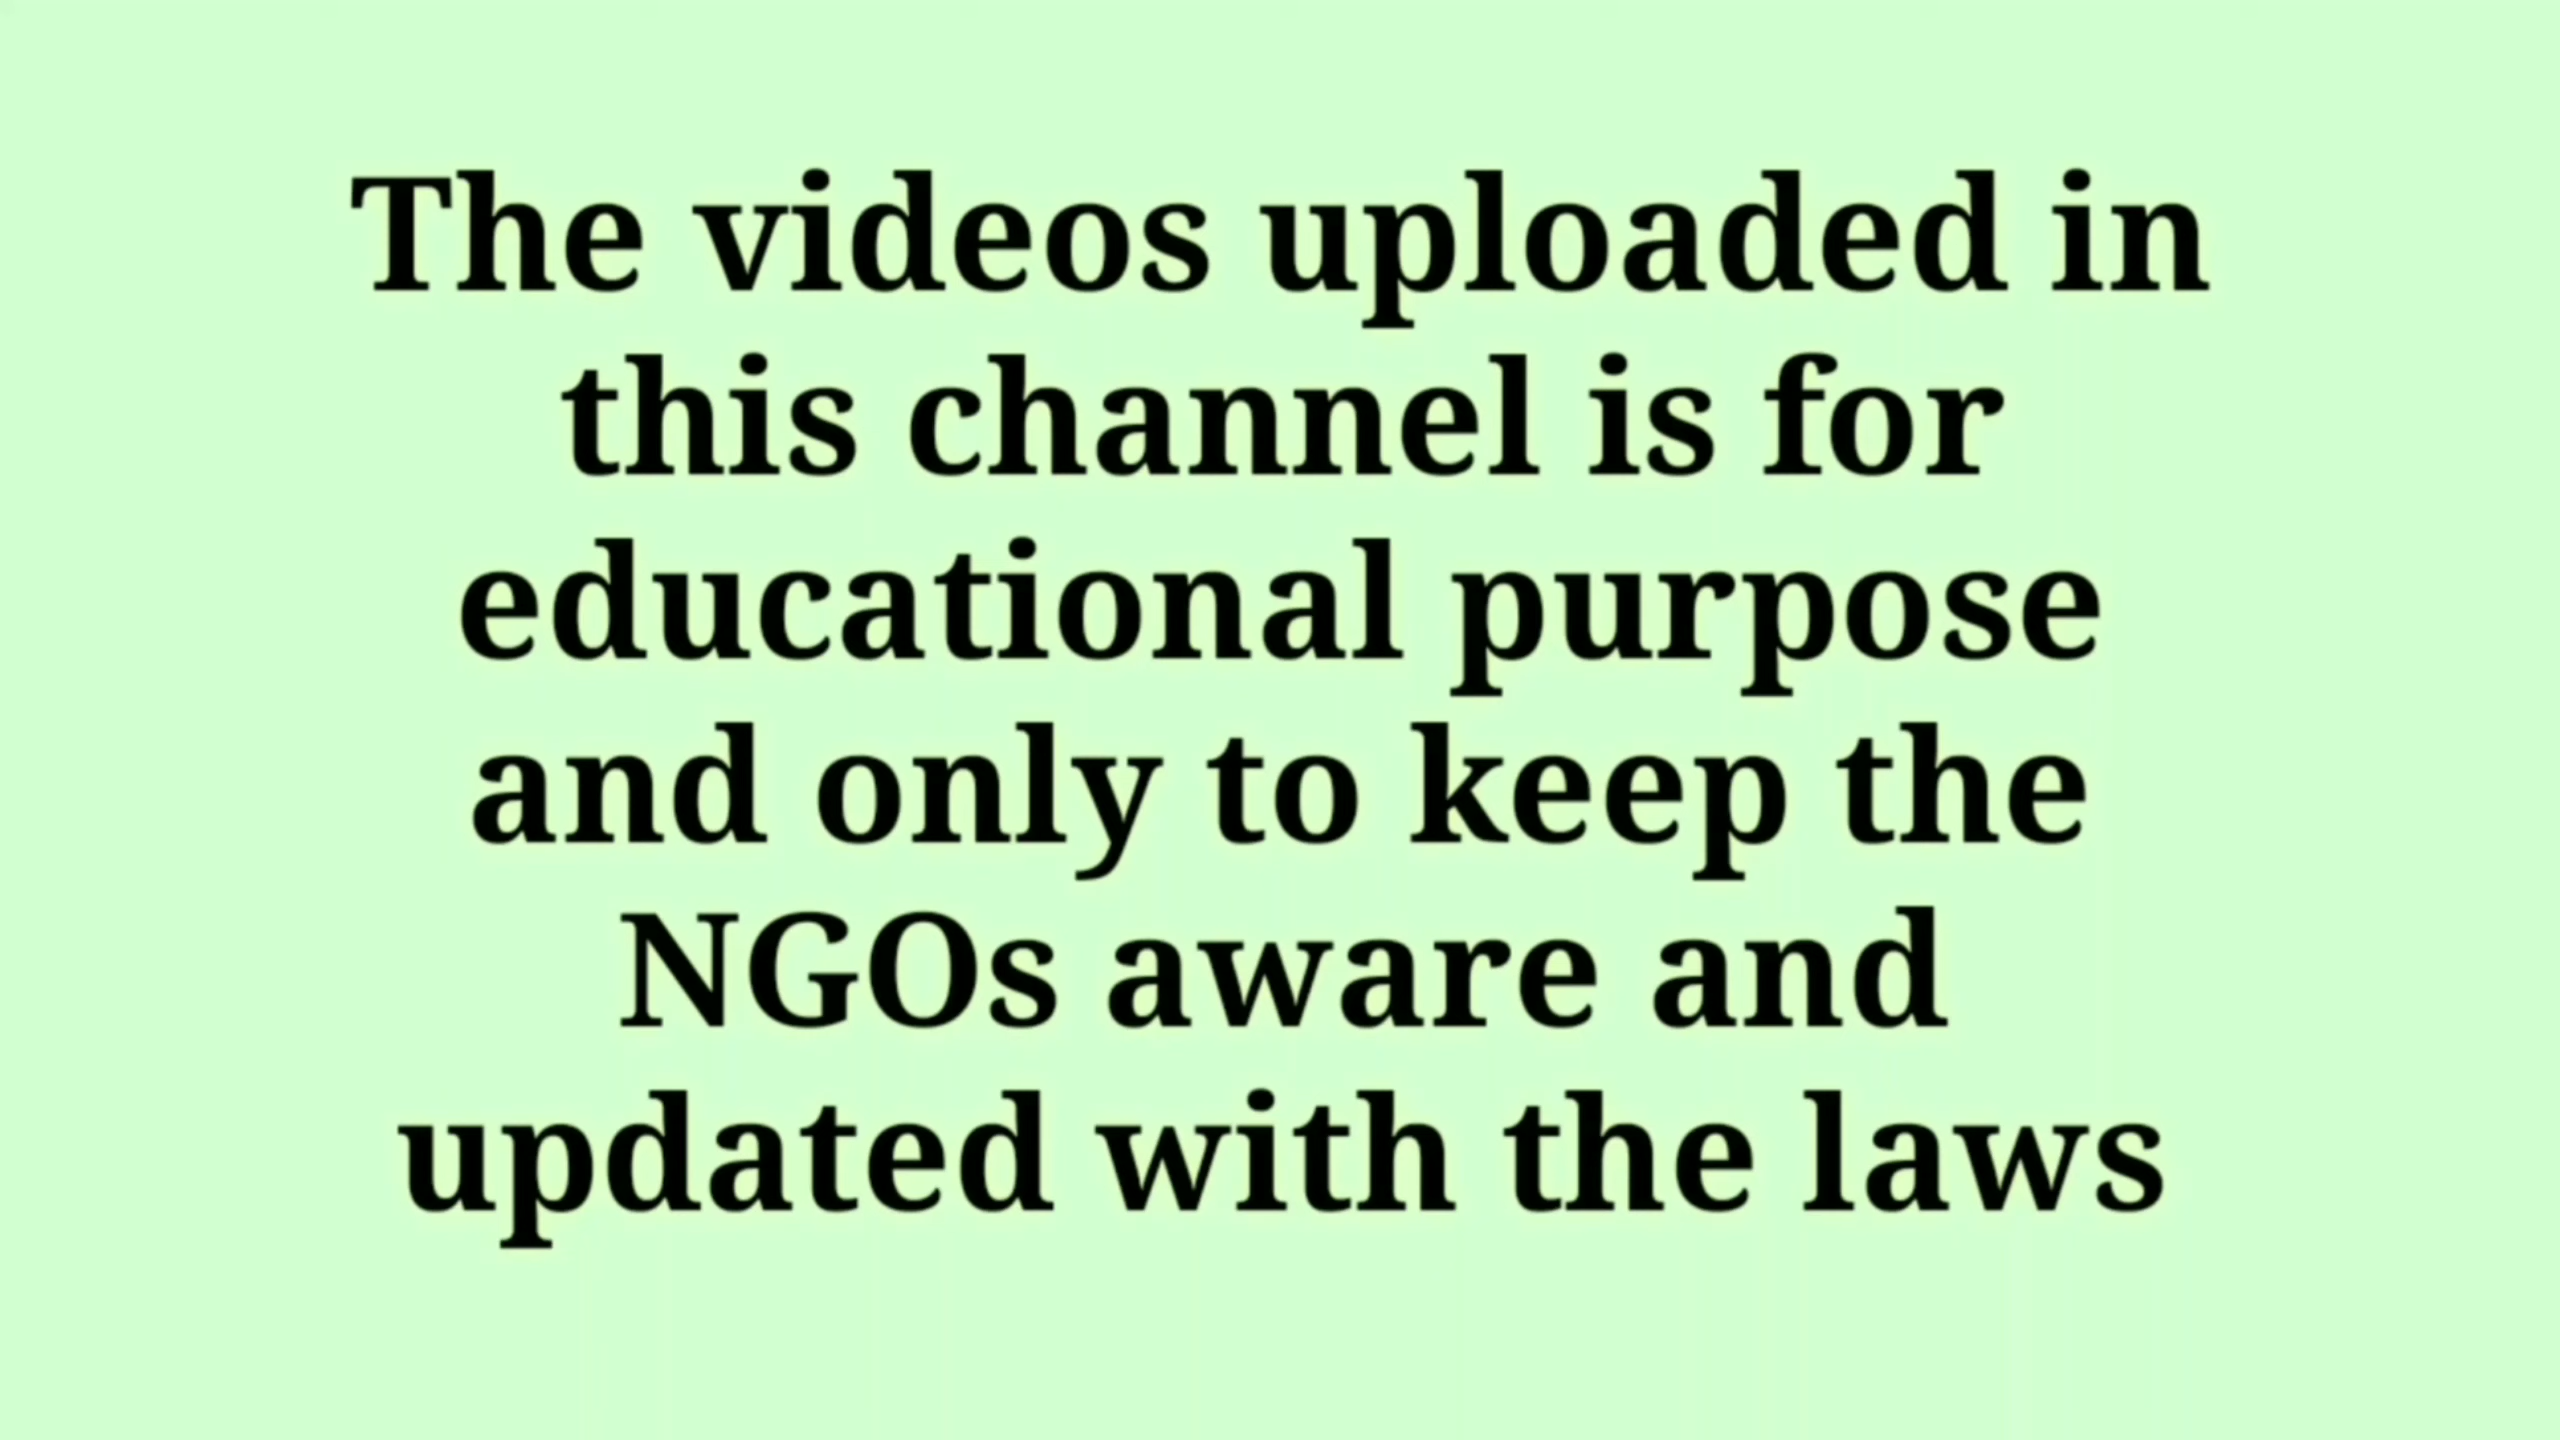 The videos uploaded in
this channel is for
educational purpose
and only to keep the
NGOs aware and
updated with the laws